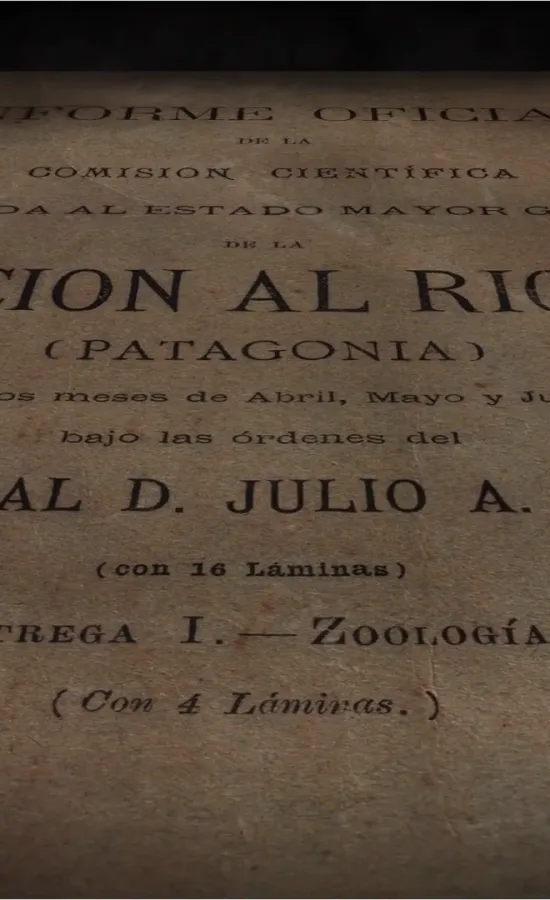 NFORME OFICIA
DE LA
COMISION CIENTÍFICA
DA AL ESTADO MAYOR G
DE LA
CION AL RIO
(PATAGONIA)
os meses de Abril, Mayo y Ju
bajo las órdenes del
AL D. JULIO A.
(con 16 Láminas)
TREGA I.—ZOOLOGÍA
(Con 4 Láminas.)